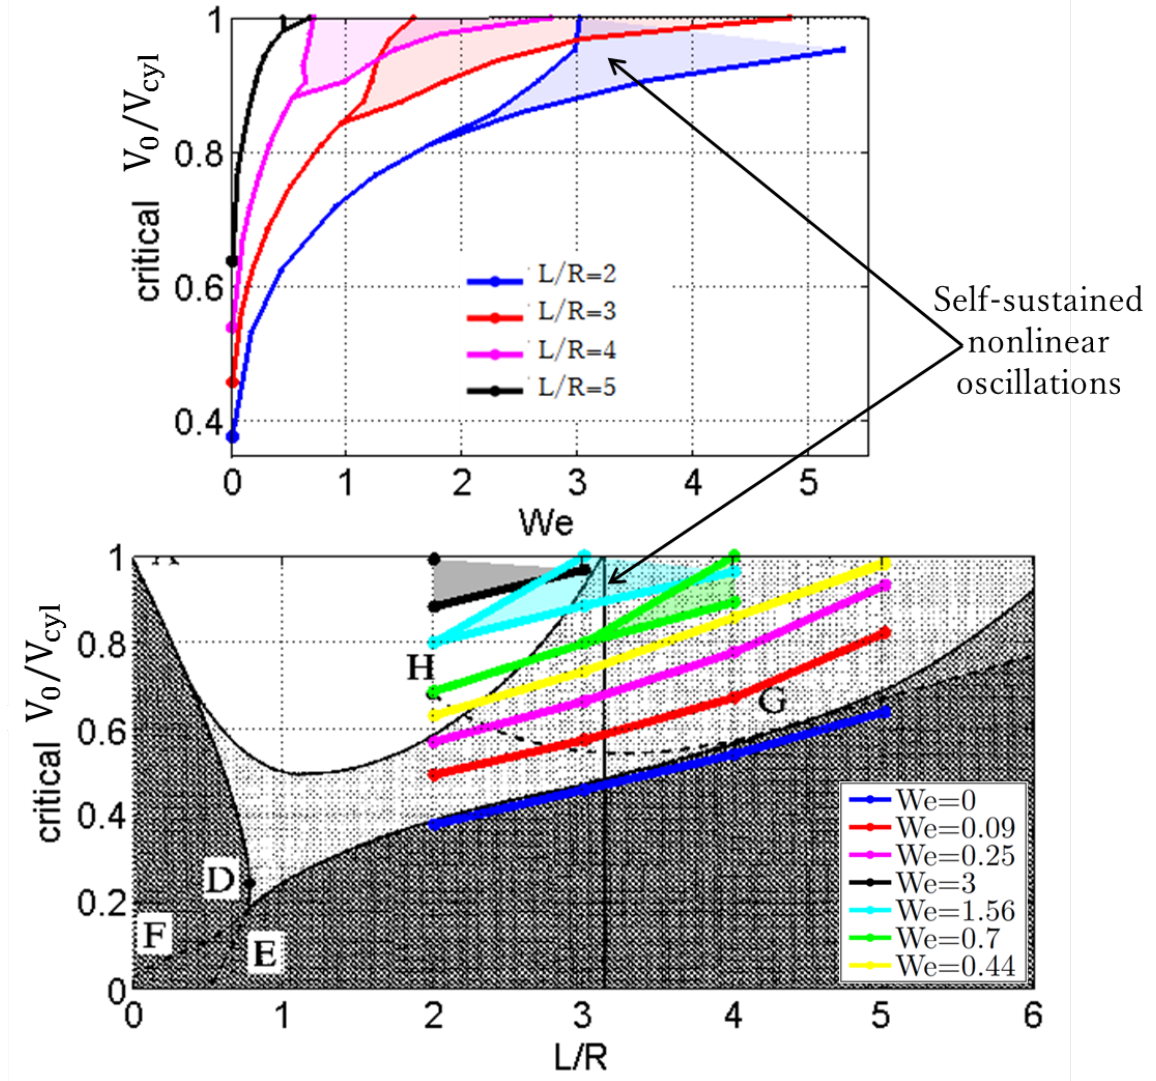 critical V₀/V_cyl
1
0.8
0.6
0.4
L/R=2
L/R=3
L/R=4
L/R=5
0 1 2 3 4 5
We
Self-sustained
nonlinear
oscillations
critical V₀/V_cyl
1
0.8
0.6
0.4
0.2
0
H
G
D
F
E
We=0
We=0.09
We=0.25
We=3
We=1.56
We=0.7
We=0.44
0 1 2 3 4 5 6
L/R